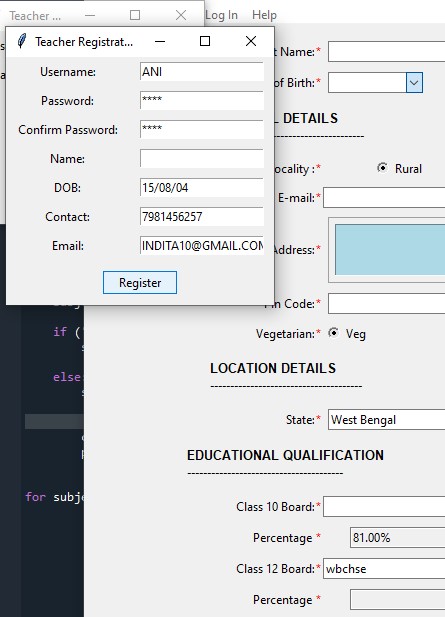 Teacher ...
Log In Help
Teacher Registrat...
Username: ANI
Password: ****
Confirm Password: ****
Name:
DOB: 15/08/04
Contact: 7981456257
Email: INDITA10@GMAIL.COM
Register
t Name:*
of Birth:*
L DETAILS
ocality :* Rural
E-mail:*
Address:*
in Code:*
Vegetarian:* Veg
LOCATION DETAILS
--------------------------------------
State:* West Bengal
EDUCATIONAL QUALIFICATION
---------------------------------------
Class 10 Board:*
Percentage * 81.00%
Class 12 Board:* wbchse
Percentage *
if ('
else
for subje